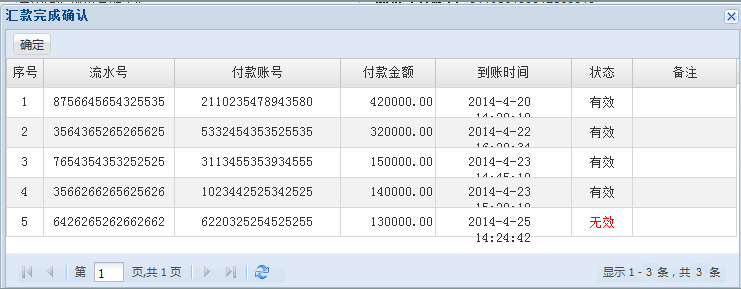 汇款完成确认
确定
序号 流水号 付款账号 付款金额 到账时间 状态 备注
1 8756645654325535 2110235478943580 420000.00 2014-4-20 有效
2 3564365265265625 5332454353525535 320000.00 2014-4-22 有效
3 7654354353252525 3113455353934555 150000.00 2014-4-23 有效
4 3566266265625626 1023442525342525 140000.00 2014-4-23 有效
5 6426265262662662 6220325254525255 130000.00 2014-4-25 无效
14:24:42
第 1 页,共 1 页 显示 1 - 3 条，共 3 条